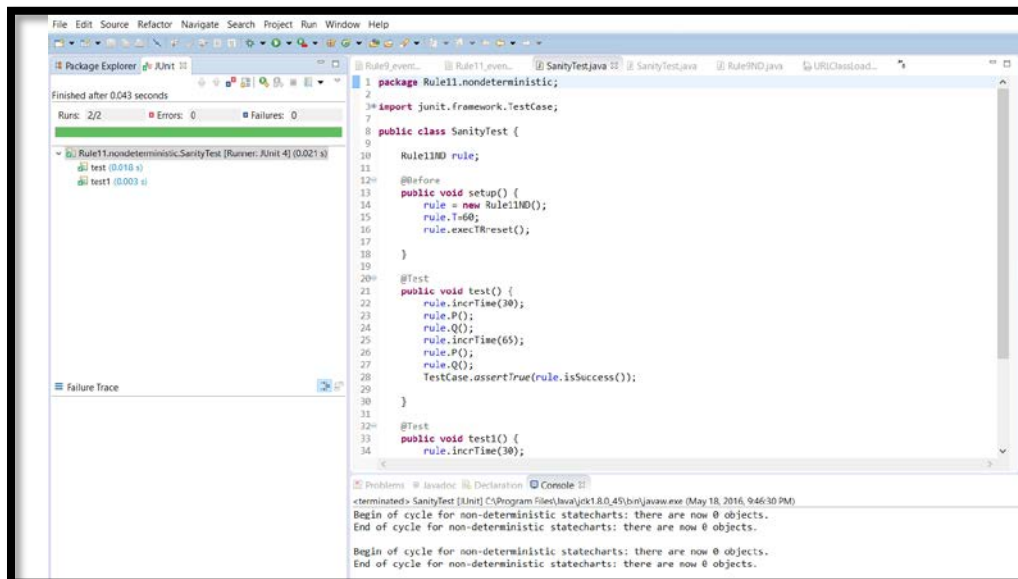 File Edit Source Refactor Navigate Search Project Run Window Help
Package Explorer JUnit
Finished after 0.043 seconds
Runs: 2/2 Errors: 0 Failures: 0
Rule11.nondeterministic.SanityTest [Runner: JUnit 4] (0.021 s)
test (0.018 s)
test1 (0.003 s)
Failure Trace
Rule9_event... Rule11_even... SanityTest.java SanityTest.java Rule9ND.java URLClassLoad...
1 package Rule11.nondeterministic;
2
3 import junit.framework.TestCase;
7
8 public class SanityTest {
9
10 Rule11ND rule;
11
12 @Before
13 public void setup() {
14 rule = new Rule11ND();
15 rule.T=60;
16 rule.execTRreset();
17
18 }
19
20 @Test
21 public void test() {
22 rule.incrTime(30);
23 rule.P();
24 rule.Q();
25 rule.incrTime(65);
26 rule.P();
27 rule.Q();
28 TestCase.assertTrue(rule.isSuccess());
29
30 }
31
32 @Test
33 public void test1() {
34 rule.incrTime(30);
Problems Javadoc Declaration Console
<terminated> SanityTest [JUnit] C:\Program Files\Java\jdk1.8.0_45\bin\javaw.exe (May 18, 2016, 9:46:30 PM)
Begin of cycle for non-deterministic statecharts: there are now 0 objects.
End of cycle for non-deterministic statecharts: there are now 0 objects.
Begin of cycle for non-deterministic statecharts: there are now 0 objects.
End of cycle for non-deterministic statecharts: there are now 0 objects.